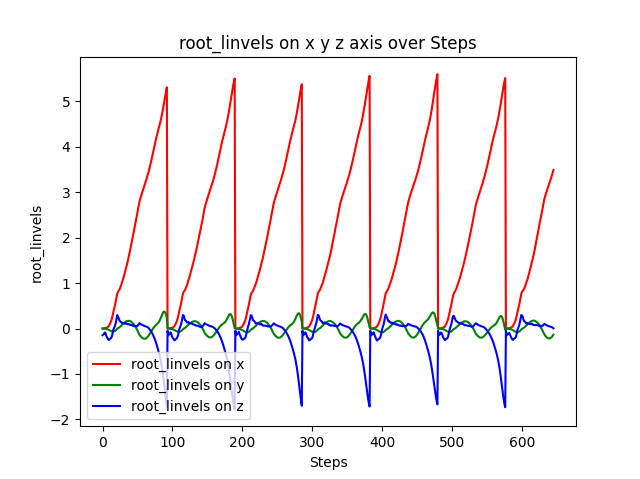 root_linvels on x y z axis over Steps
root_linvels
5
4
3
2
1
0
−1
−2
root_linvels on x
root_linvels on y
root_linvels on z
0 100 200 300 400 500 600
Steps